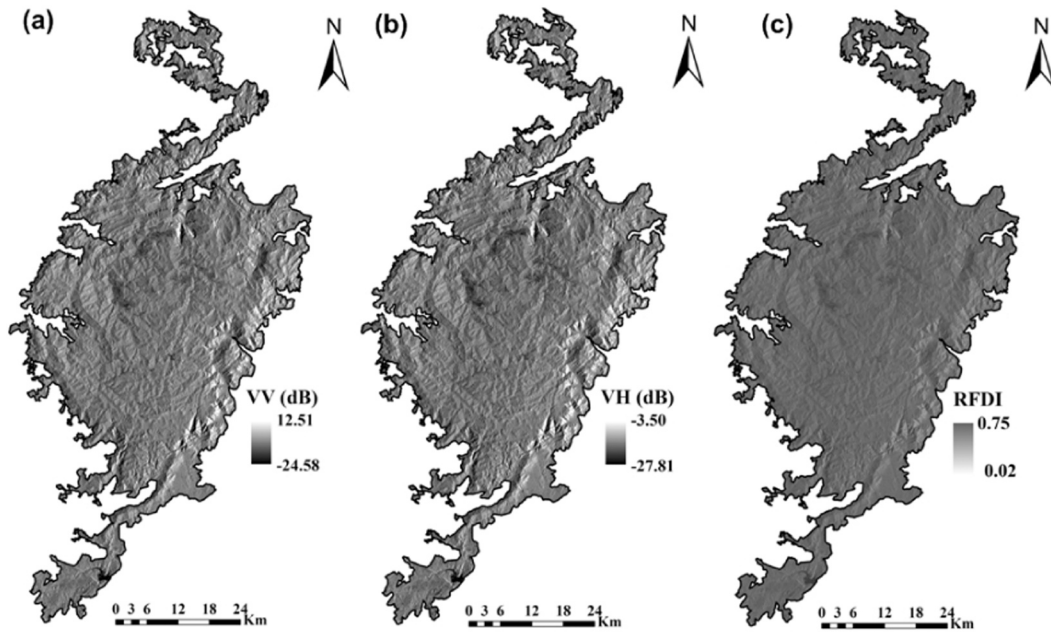 (a)
N
VV (dB)
12.51
-24.58
0 3 6 12 18 24
Km
(b)
N
VH (dB)
-3.50
-27.81
0 3 6 12 18 24
Km
(c)
N
RFDI
0.75
0.02
0 3 6 12 18 24
Km